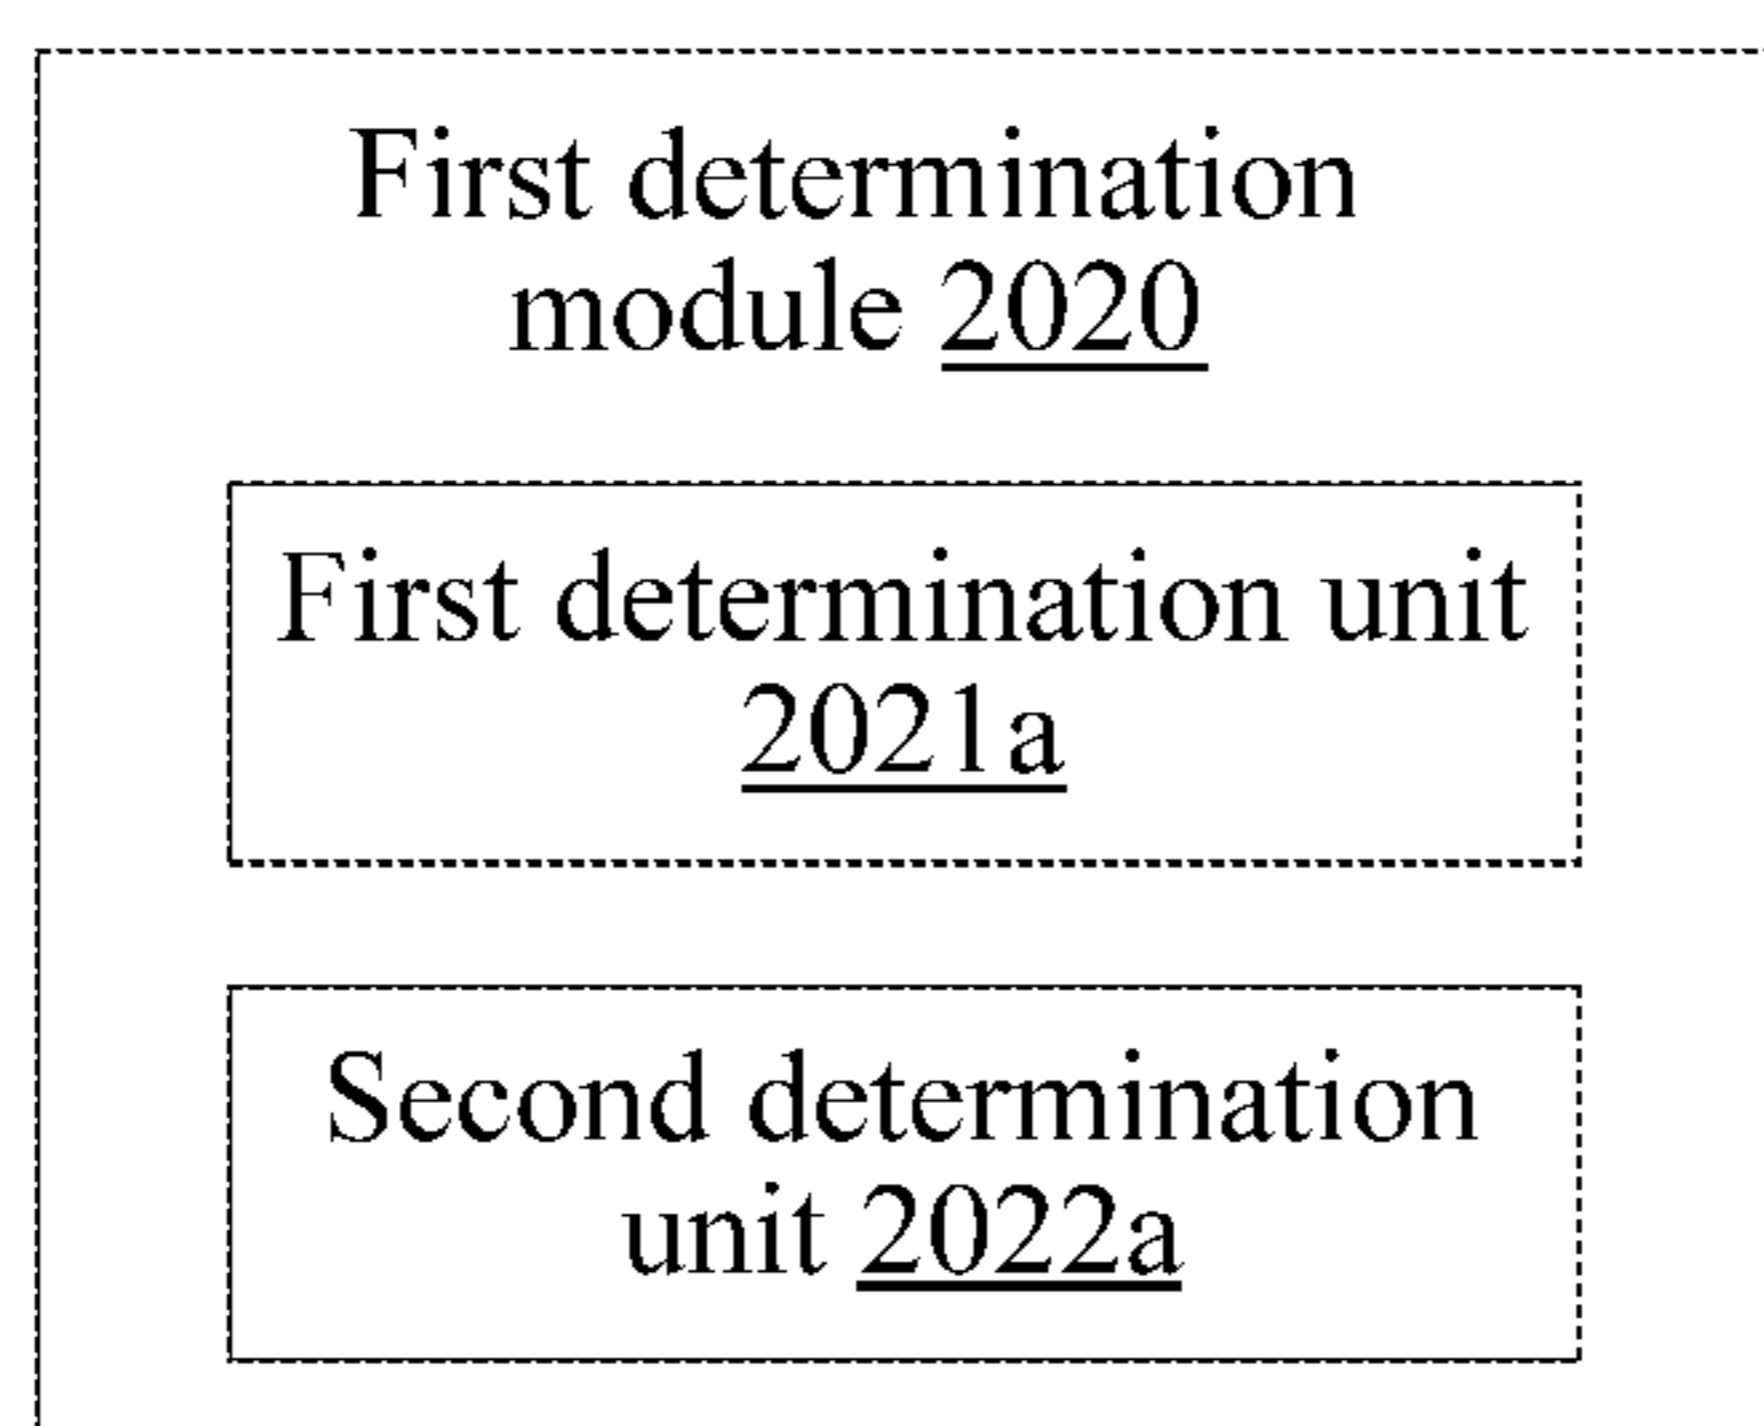 First determination
module 2020
First determination unit
2021a
Second determination
unit 2022a